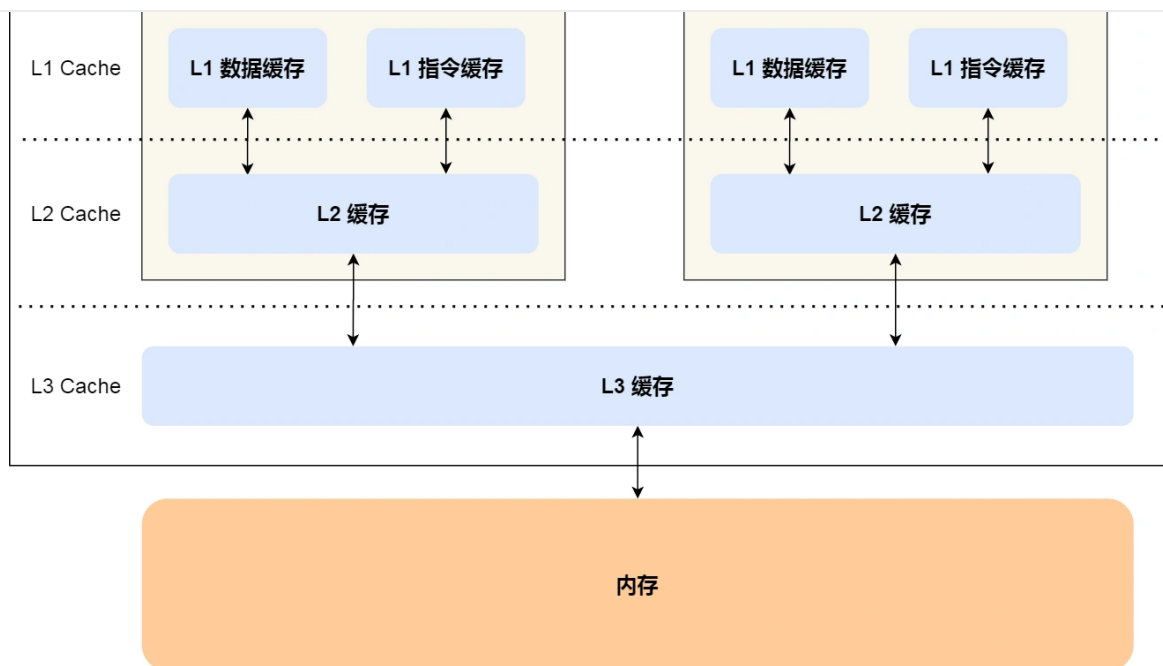 L1 Cache
L1 数据缓存
L1 指令缓存
L1 数据缓存
L1 指令缓存
L2 Cache
L2 缓存
L2 缓存
L3 Cache
L3 缓存
内存